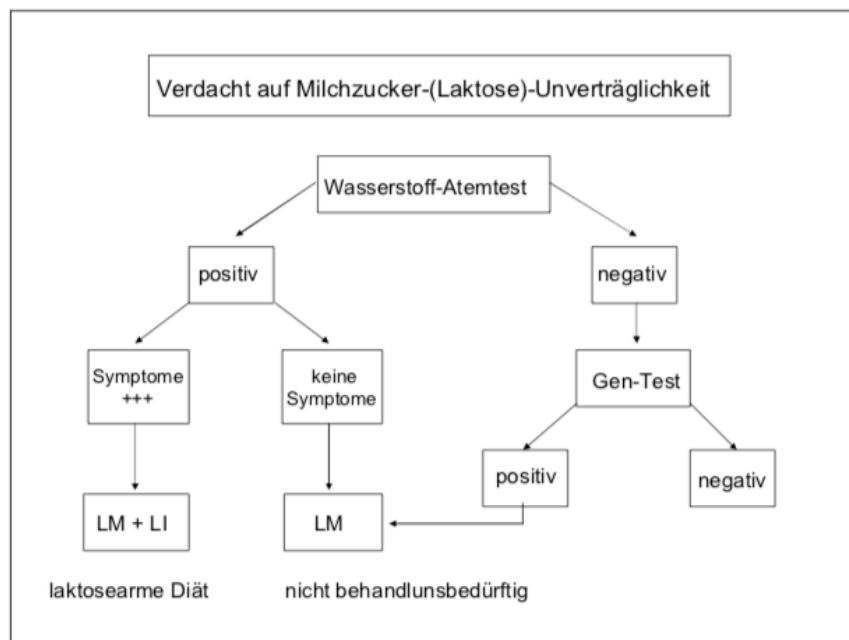 Verdacht auf Milchzucker-(Laktose)-Unverträglichkeit
Wasserstoff-Atemtest
positiv
negativ
Symptome
+++
keine
Symptome
Gen-Test
positiv
negativ
LM + LI
LM
laktosearme Diät
nicht behandlunsbedürftig